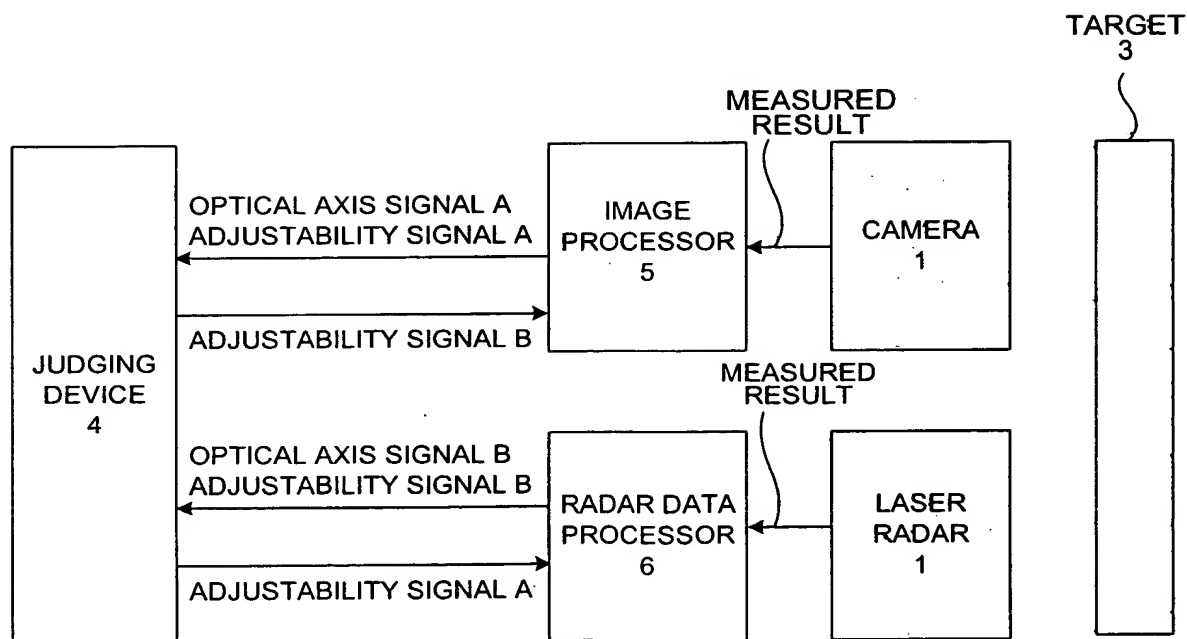 TARGET
3
MEASURED
RESULT
OPTICAL AXIS SIGNAL A
ADJUSTABILITY SIGNAL A
IMAGE
PROCESSOR
5
CAMERA
1
ADJUSTABILITY SIGNAL B
JUDGING
DEVICE
4
MEASURED
RESULT
OPTICAL AXIS SIGNAL B
ADJUSTABILITY SIGNAL B
RADAR DATA
PROCESSOR
6
LASER
RADAR
1
ADJUSTABILITY SIGNAL A